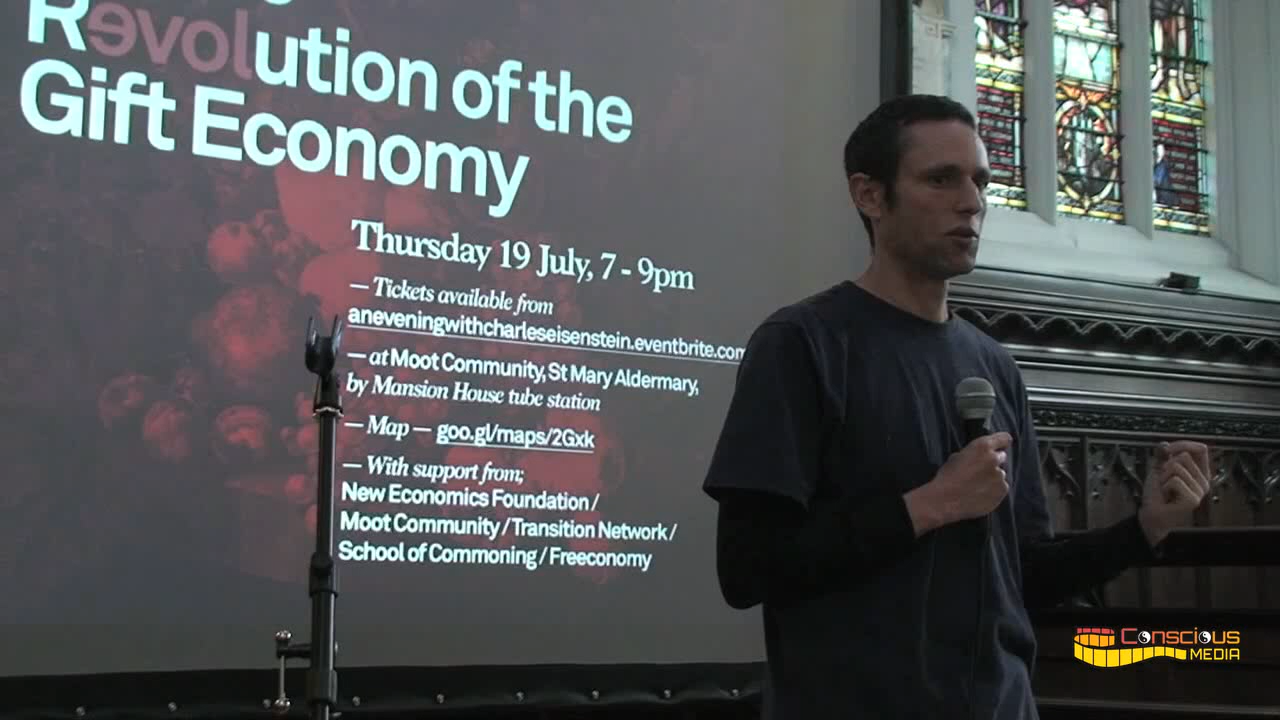 Revolution of the
Gift Economy
Thursday 19 July, 7 - 9pm
— Tickets available from
aneveningwithcharleseisenstein.eventbrite.com
— at Moot Community, St Mary Aldermary,
by Mansion House tube station
— Map — goo.gl/maps/2Gxk
— With support from;
New Economics Foundation /
Moot Community / Transition Network /
School of Commoning / Freeconomy
Conscious
MEDIA